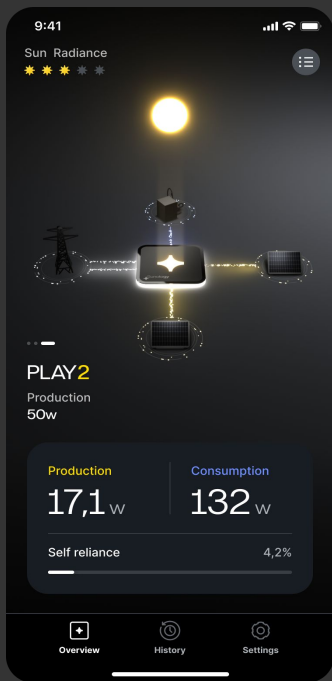 9:41
Sun Radiance
PLAY2
Production
50w
Production
Consumption
17,1 w
132 w
Self reliance
4,2%
Overview
History
Settings